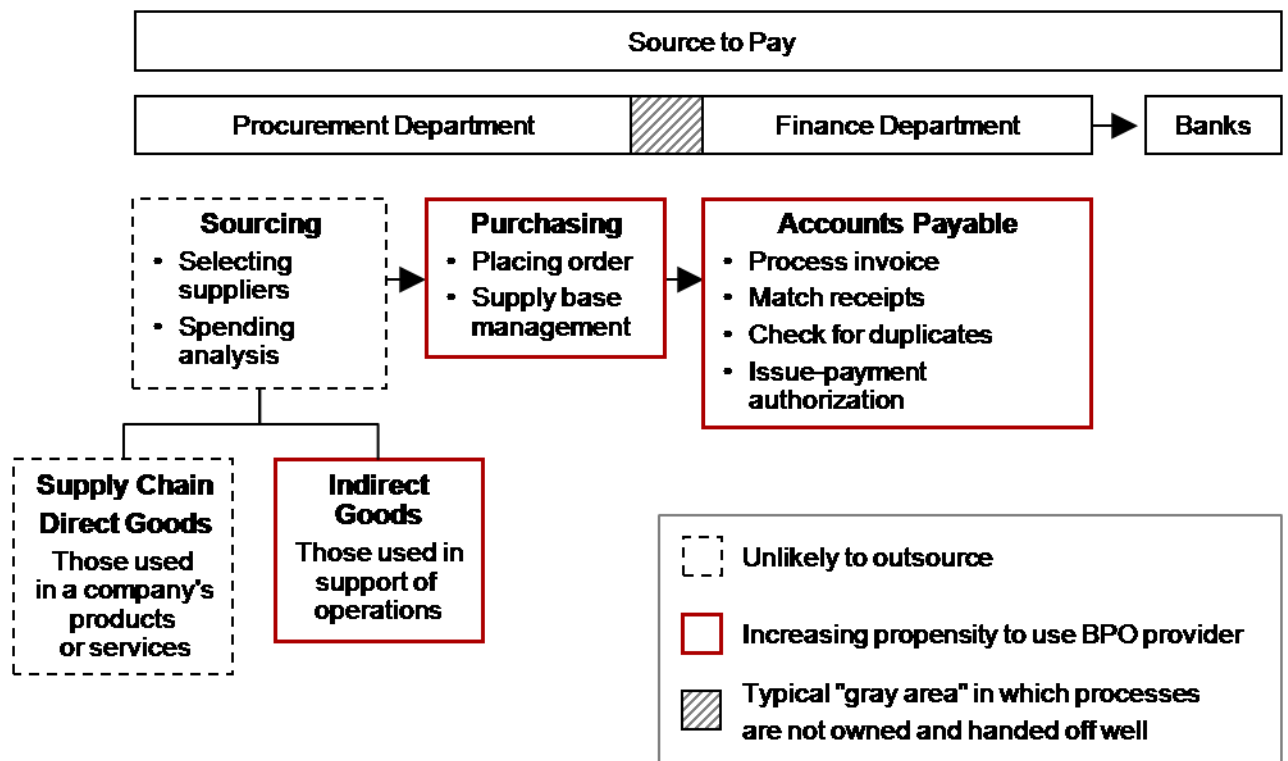 Source to Pay
Procurement Department
Finance Department
Banks
Sourcing
• Selecting
suppliers
• Spending
analysis
Purchasing
• Placing order
• Supply base
management
Accounts Payable
• Process invoice
• Match receipts
• Check for duplicates
• Issue-payment
authorization
Supply Chain
Direct Goods
Those used
in a company's
products
or services
Indirect
Goods
Those used in
support of
operations
Unlikely to outsource
Increasing propensity to use BPO provider
Typical "gray area" in which processes
are not owned and handed off well